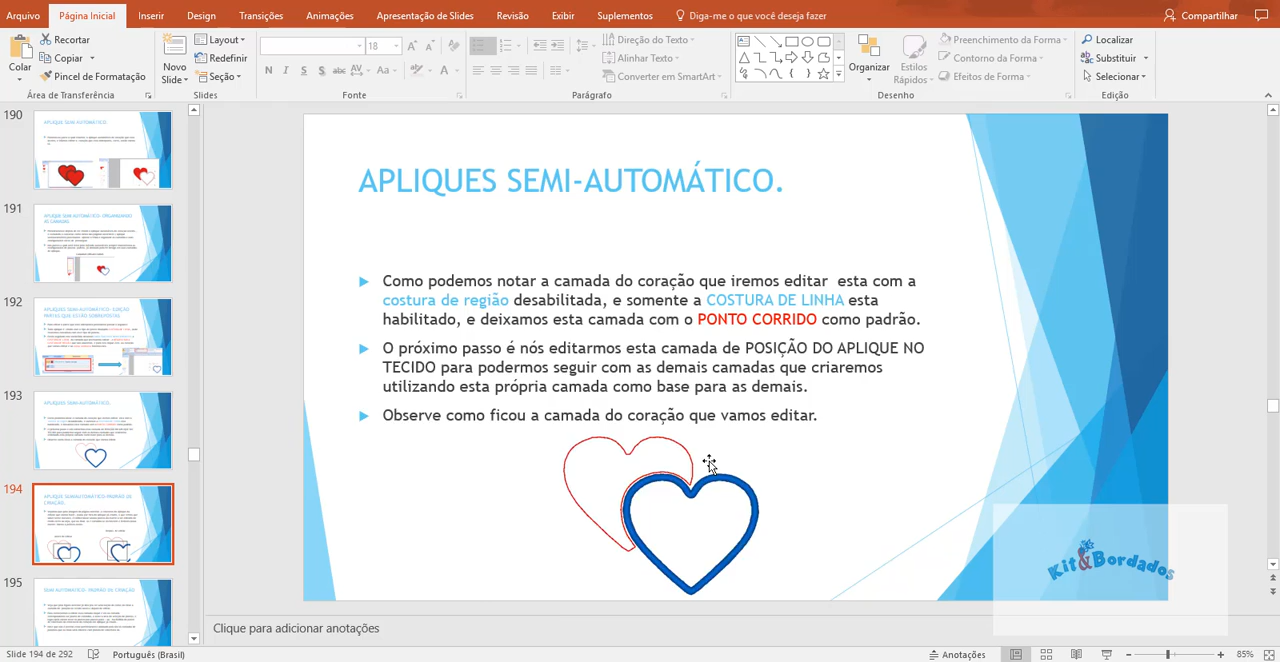 Arquivo Página Inicial Inserir Design Transições Animações Apresentação de Slides Revisão Exibir Suplementos Diga-me o que você deseja fazer Compartilhar
Colar
Recortar
Copiar
Pincel de Formatação
Área de Transferência
Novo
Slide
Layout
Redefinir
Seção
Slides
18
N I S S abc AV Aa A
Fonte
Direção do Texto
Alinhar Texto
Converter em SmartArt
Parágrafo
Organizar
Estilos
Rápidos
Preenchimento da Forma
Contorno da Forma
Efeitos de Forma
Desenho
Localizar
Substituir
Selecionar
Edição
190
191
192
193
194
195
APLIQUES SEMI-AUTOMÁTICO.
Como podemos notar a camada do coração que iremos editar esta com a
costura de região desabilitada, e somente a COSTURA DE LINHA esta
habilitado, e deixamos esta camada com o PONTO CORRIDO como padrão.
O próximo passo é nos editarmos esta camada de POSIÇÃO DO APLIQUE NO
TECIDO para podermos seguir com as demais camadas que criaremos
utilizando esta própria camada como base para as demais.
Observe como ficou a camada do coração que vamos editar.
Kit&Bordados
Clique para adicionar anotações
Slide 194 de 292 Português (Brasil) Anotações 85%